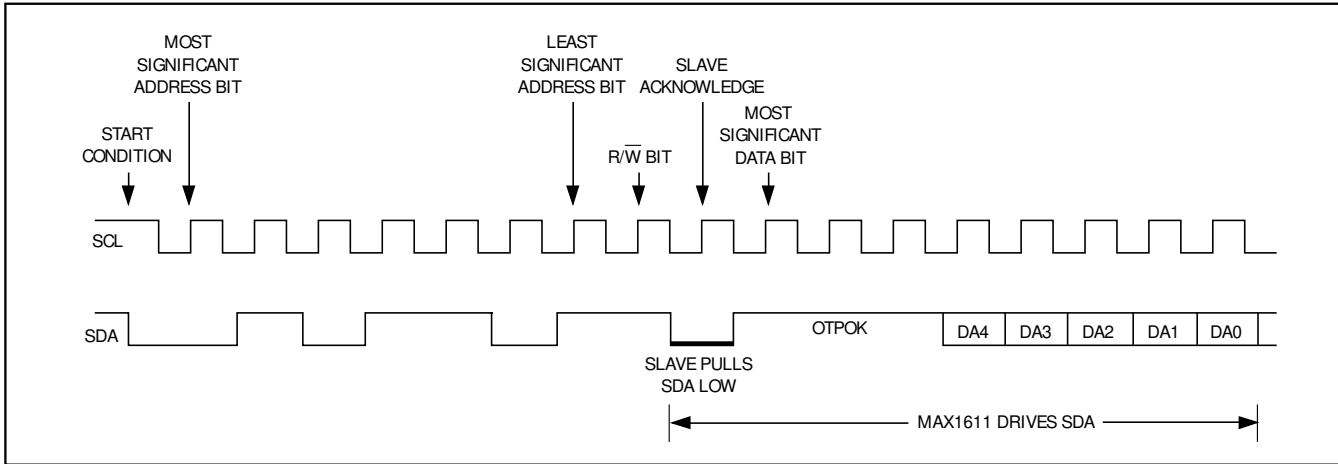 MOST
SIGNIFICANT
ADDRESS BIT
LEAST
SIGNIFICANT
ADDRESS BIT
SLAVE
ACKNOWLEDGE
START
CONDITION
R/W̅ BIT
MOST
SIGNIFICANT
DATA BIT
SCL
SDA
OTPOK
DA4 DA3 DA2 DA1 DA0
SLAVE PULLS
SDA LOW
MAX1611 DRIVES SDA